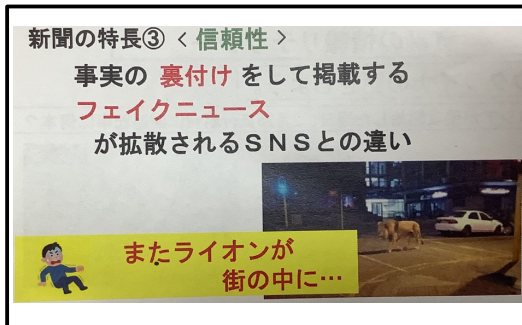 新聞の特長③ <信頼性>
事実の 裏付け をして掲載する
フェイクニュース
が拡散されるSNSとの違い
またライオンが
街の中に…